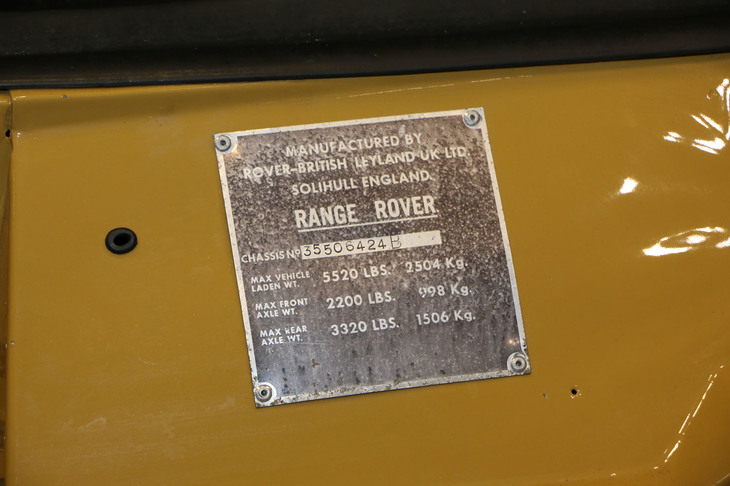 MANUFACTURED BY
ROVER-BRITISH LEYLAND UK LTD.
SOLIHULL ENGLAND.
RANGE ROVER
CHASSIS Nº 35506424B
MAX VEHICLE LADEN WT. 5520 LBS. 2504 Kg.
MAX FRONT AXLE WT. 2200 LBS. 998 Kg.
MAX REAR AXLE WT. 3320 LBS. 1506 Kg.